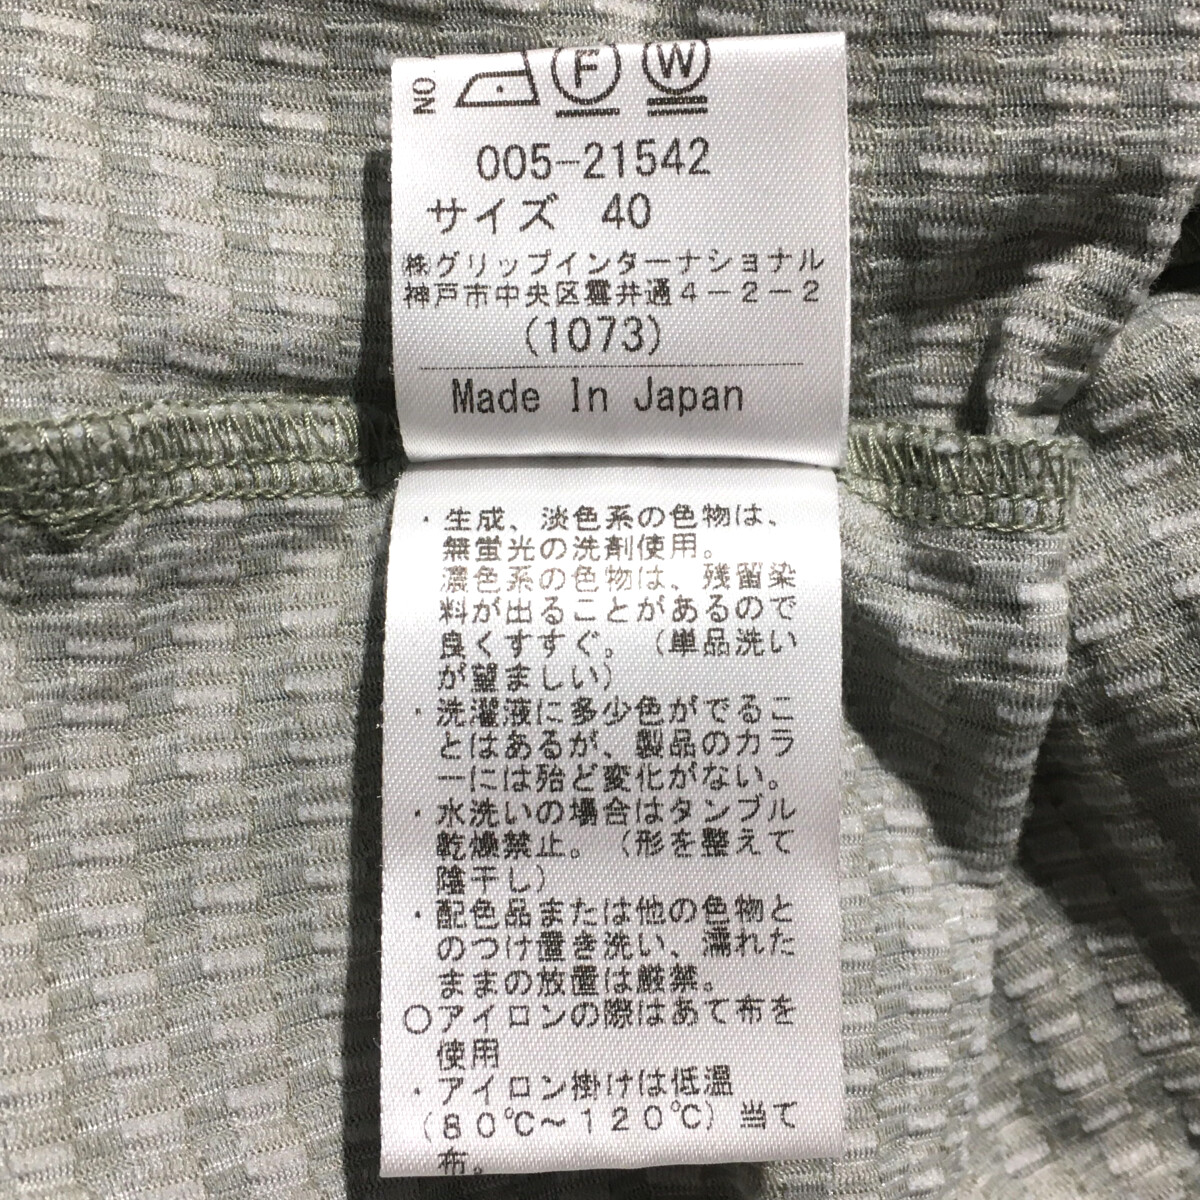 NO
F W
005-21542
サイズ 40
㈱グリップインターナショナル
神戸市中央区雲井通4-2-2
(1073)
Made In Japan
・生成、淡色系の色物は、
無蛍光の洗剤使用。
濃色系の色物は、残留染
料が出ることがあるので
良くすすぐ。(単品洗い
が望ましい)
・洗濯液に多少色がでるこ
とはあるが、製品のカラ
ーには殆ど変化がない。
・水洗いの場合はタンブル
乾燥禁止。(形を整えて
陰干し)
・配色品または他の色物と
のつけ置き洗い、濡れた
ままの放置は厳禁。
○アイロンの際はあて布を
使用
・アイロン掛けは低温
(80℃~120℃)当て
布。